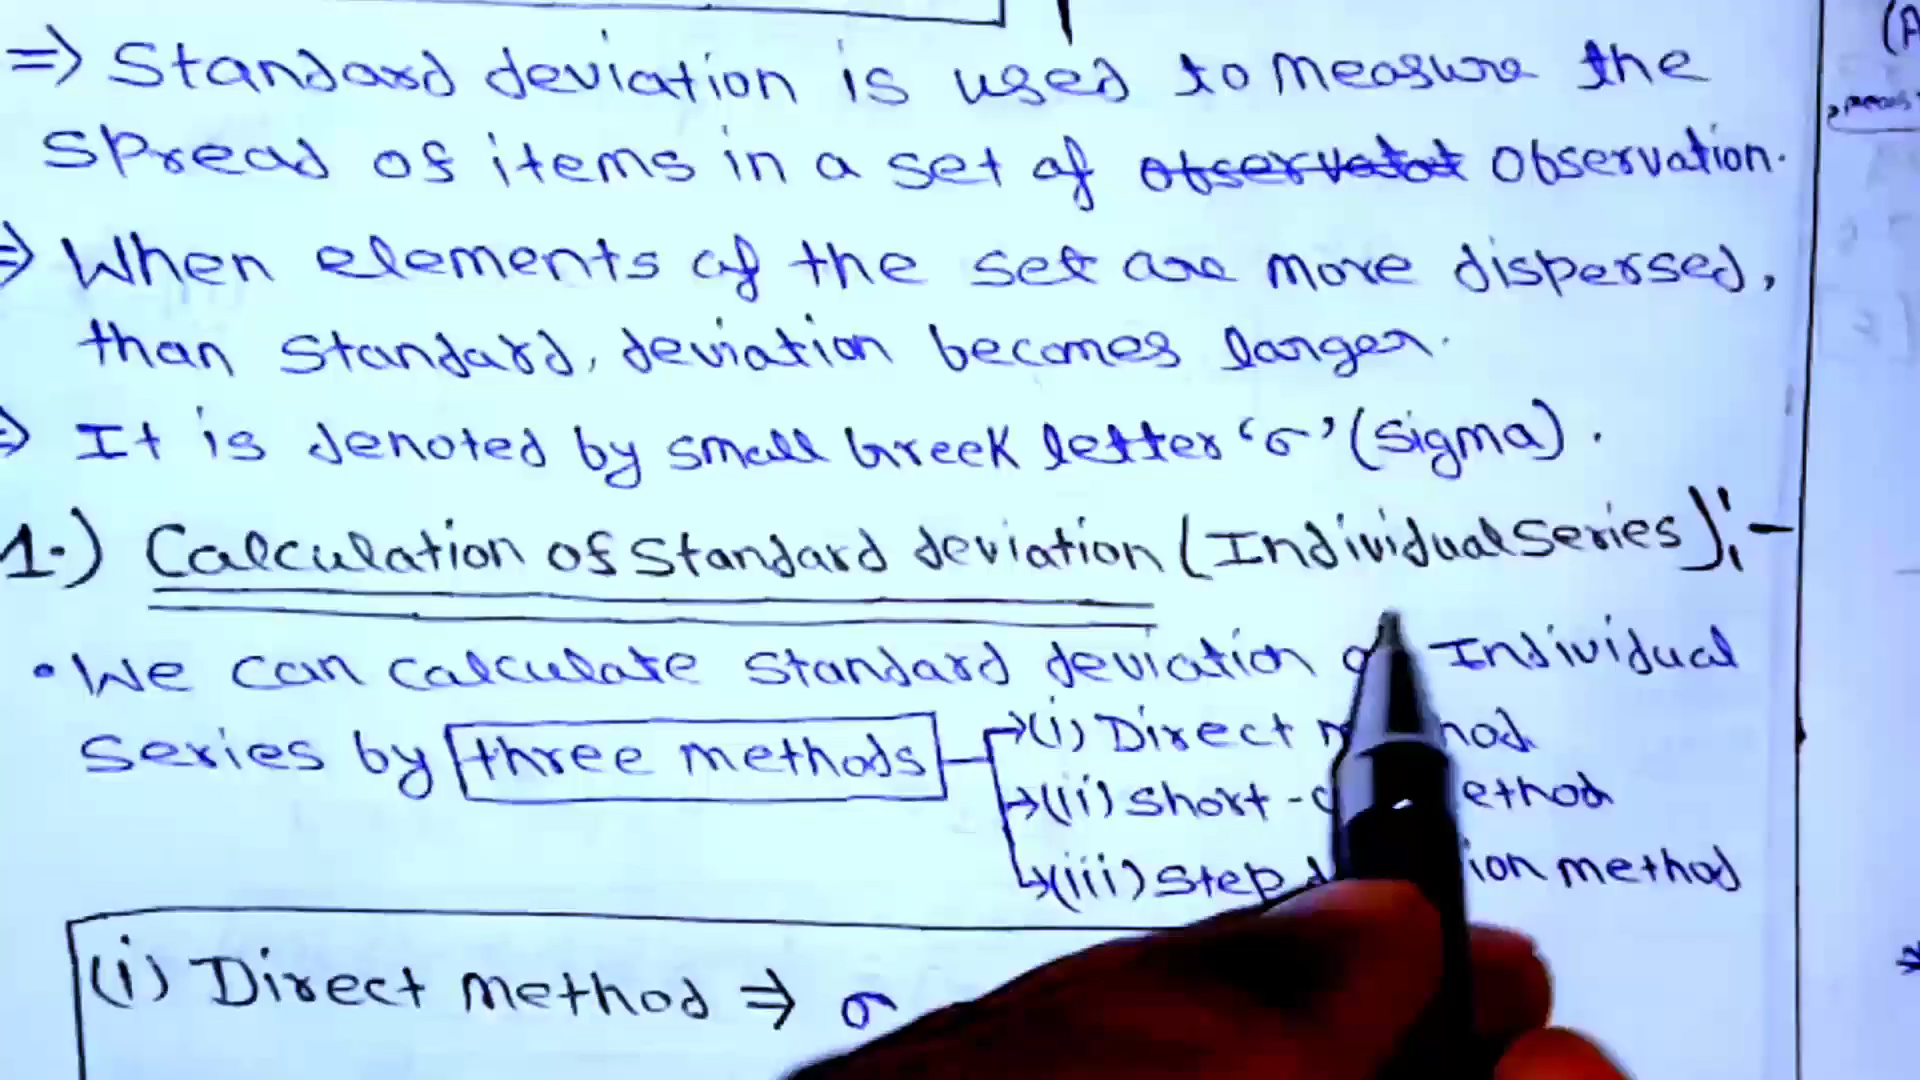 => Standard deviation is used to measure the
spread of items in a set of observation.
=> When elements of the set are more dispersed,
than standard, deviation becomes larger.
=> It is denoted by small Greek letter 'σ' (sigma).
1.) Calculation of Standard deviation (Individual Series):-
• We can calculate standard deviation Individual
series by three methods
→(i) Direct
→(ii) Short -
→(iii) Step method
(i) Direct method => σ